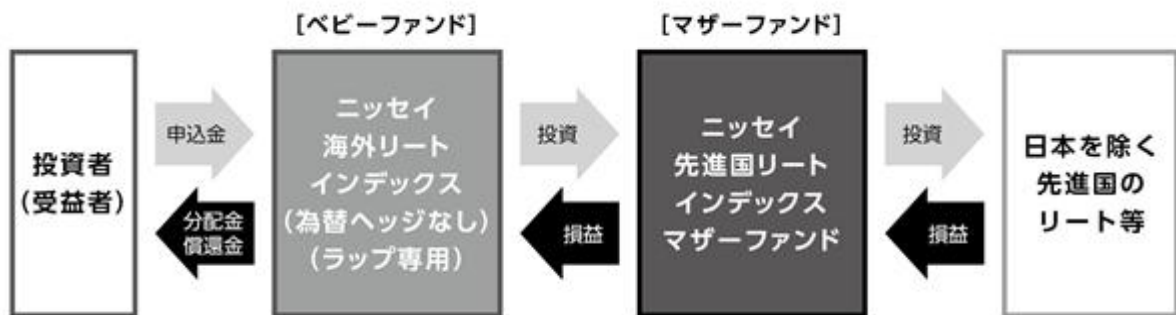 [ベビーファンド]
[マザーファンド]
投資者
(受益者)
申込金
分配金
償還金
ニッセイ
海外リート
インデックス
(為替ヘッジなし)
(ラップ専用)
投資
損益
ニッセイ
先進国リート
インデックス
マザーファンド
投資
損益
日本を除く
先進国の
リート等